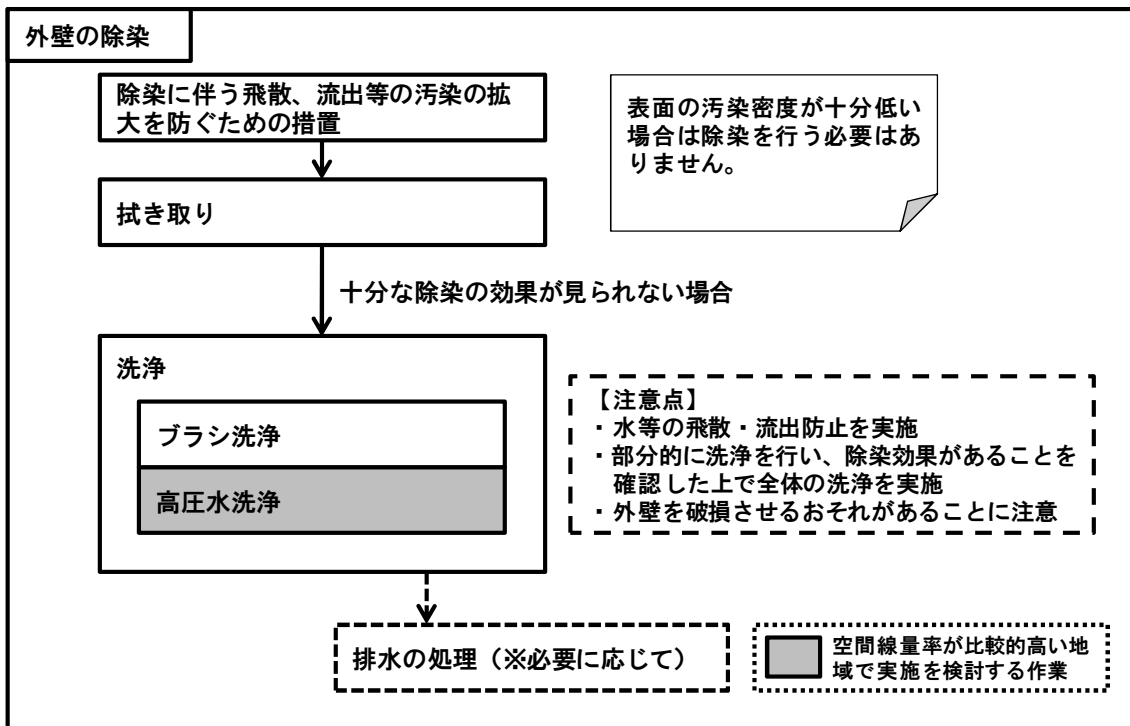 外壁の除染
除染に伴う飛散、流出等の汚染の拡
大を防ぐための措置
表面の汚染密度が十分低い
場合は除染を行う必要はあ
りません。
拭き取り
十分な除染の効果が見られない場合
洗浄
ブラシ洗浄
高圧水洗浄
【注意点】
・水等の飛散・流出防止を実施
・部分的に洗浄を行い、除染効果があることを
確認した上で全体の洗浄を実施
・外壁を破損させるおそれがあることに注意
排水の処理（※必要に応じて）
空間線量率が比較的高い地
域で実施を検討する作業